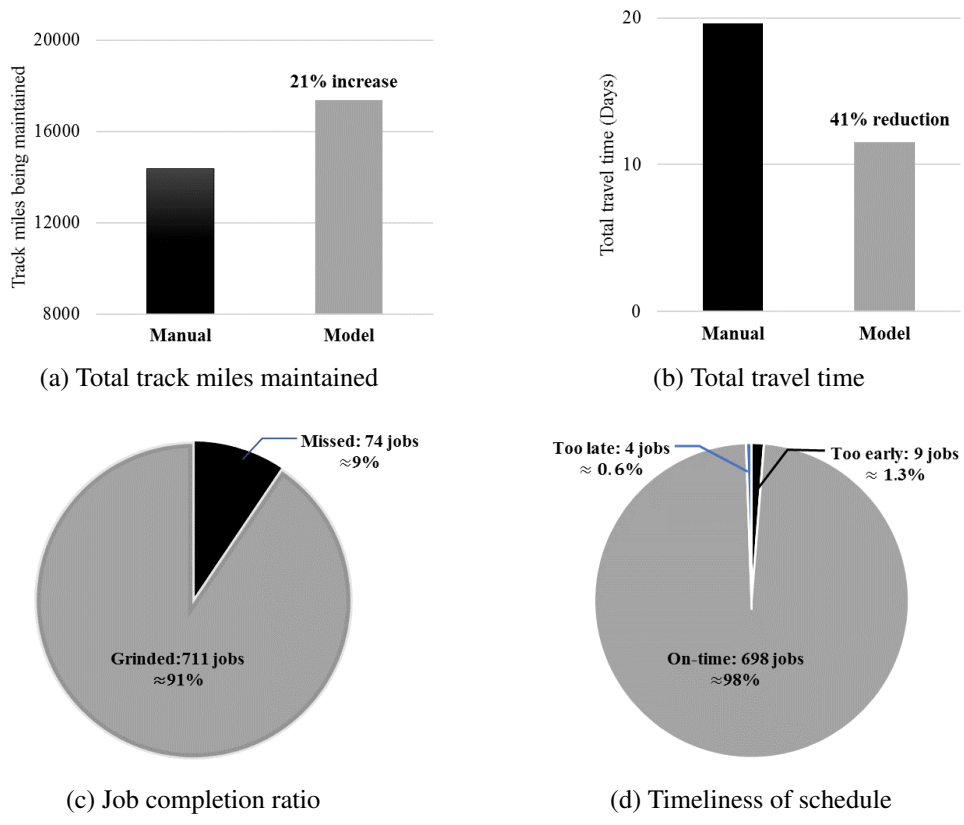 20000
16000
12000
8000
Track miles being maintained
21% increase
Manual Model
(a) Total track miles maintained
20
10
0
Total travel time (Days)
41% reduction
Manual Model
(b) Total travel time
Missed: 74 jobs
≈9%
Grinded:711 jobs
≈91%
(c) Job completion ratio
Too late: 4 jobs
≈ 0.6%
Too early: 9 jobs
≈ 1.3%
On-time: 698 jobs
≈98%
(d) Timeliness of schedule